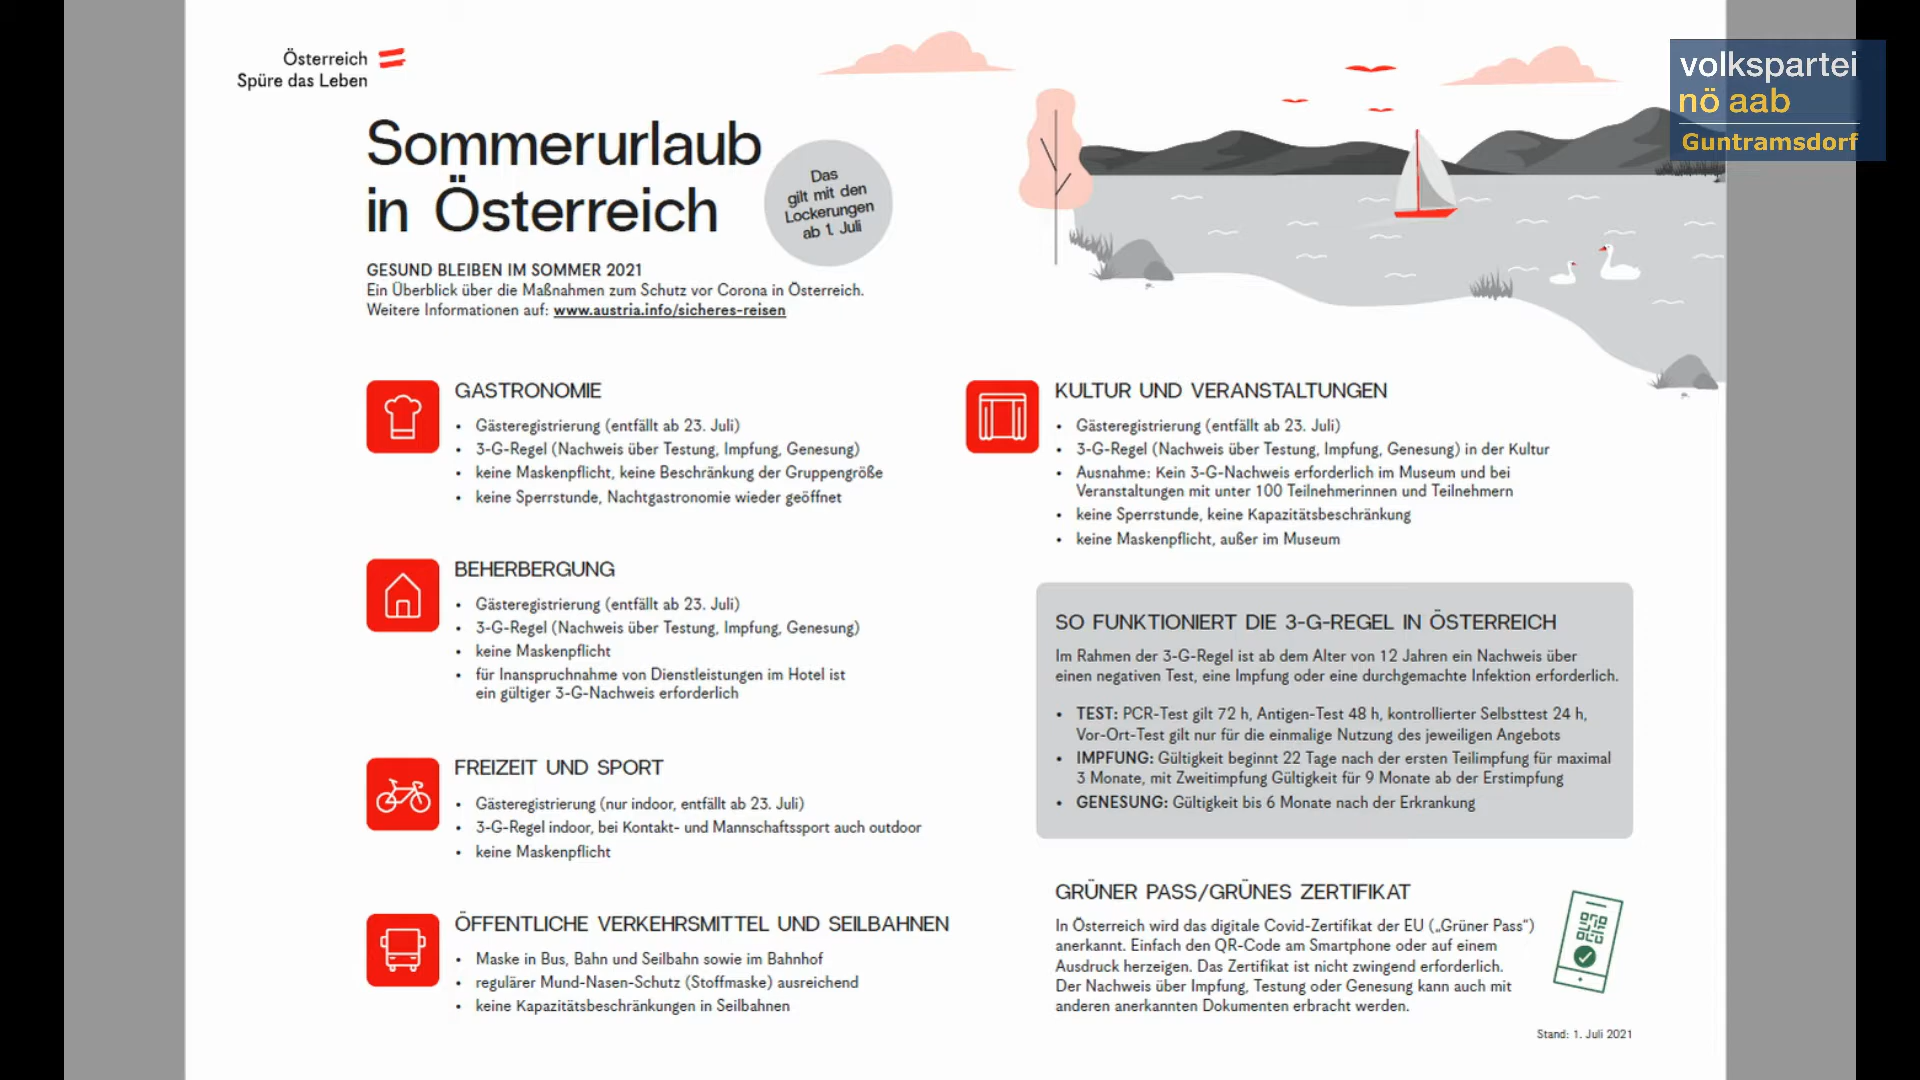 Österreich
Spüre das Leben
volkspartei
nö aab
Guntramsdorf
Sommerurlaub
in Österreich
Das
gilt mit den
Lockerungen
ab 1. Juli
GESUND BLEIBEN IM SOMMER 2021
Ein Überblick über die Maßnahmen zum Schutz vor Corona in Österreich.
Weitere Informationen auf: www.austria.info/sicheres-reisen
GASTRONOMIE
• Gästeregistrierung (entfällt ab 23. Juli)
• 3-G-Regel (Nachweis über Testung, Impfung, Genesung)
• keine Maskenpflicht, keine Beschränkung der Gruppengröße
• keine Sperrstunde, Nachtgastronomie wieder geöffnet
BEHERBERGUNG
• Gästeregistrierung (entfällt ab 23. Juli)
• 3-G-Regel (Nachweis über Testung, Impfung, Genesung)
• keine Maskenpflicht
• für Inanspruchnahme von Dienstleistungen im Hotel ist
ein gültiger 3-G-Nachweis erforderlich
FREIZEIT UND SPORT
• Gästeregistrierung (nur indoor, entfällt ab 23. Juli)
• 3-G-Regel indoor, bei Kontakt- und Mannschaftssport auch outdoor
• keine Maskenpflicht
ÖFFENTLICHE VERKEHRSMITTEL UND SEILBAHNEN
• Maske in Bus, Bahn und Seilbahn sowie im Bahnhof
• regulärer Mund-Nasen-Schutz (Stoffmaske) ausreichend
• keine Kapazitätsbeschränkungen in Seilbahnen
KULTUR UND VERANSTALTUNGEN
• Gästeregistrierung (entfällt ab 23. Juli)
• 3-G-Regel (Nachweis über Testung, Impfung, Genesung) in der Kultur
• Ausnahme: Kein 3-G-Nachweis erforderlich im Museum und bei
Veranstaltungen mit unter 100 Teilnehmerinnen und Teilnehmern
• keine Sperrstunde, keine Kapazitätsbeschränkung
• keine Maskenpflicht, außer im Museum
SO FUNKTIONIERT DIE 3-G-REGEL IN ÖSTERREICH
Im Rahmen der 3-G-Regel ist ab dem Alter von 12 Jahren ein Nachweis über
einen negativen Test, eine Impfung oder eine durchgemachte Infektion erforderlich.
• TEST: PCR-Test gilt 72 h, Antigen-Test 48 h, kontrollierter Selbsttest 24 h,
Vor-Ort-Test gilt nur für die einmalige Nutzung des jeweiligen Angebots
• IMPFUNG: Gültigkeit beginnt 22 Tage nach der ersten Teilimpfung für maximal
3 Monate, mit Zweitimpfung Gültigkeit für 9 Monate ab der Erstimpfung
• GENESUNG: Gültigkeit bis 6 Monate nach der Erkrankung
GRÜNER PASS/GRÜNES ZERTIFIKAT
In Österreich wird das digitale Covid-Zertifikat der EU („Grüner Pass“)
anerkannt. Einfach den QR-Code am Smartphone oder auf einem
Ausdruck herzeigen. Das Zertifikat ist nicht zwingend erforderlich.
Der Nachweis über Impfung, Testung oder Genesung kann auch mit
anderen anerkannten Dokumenten erbracht werden.
Stand: 1. Juli 2021